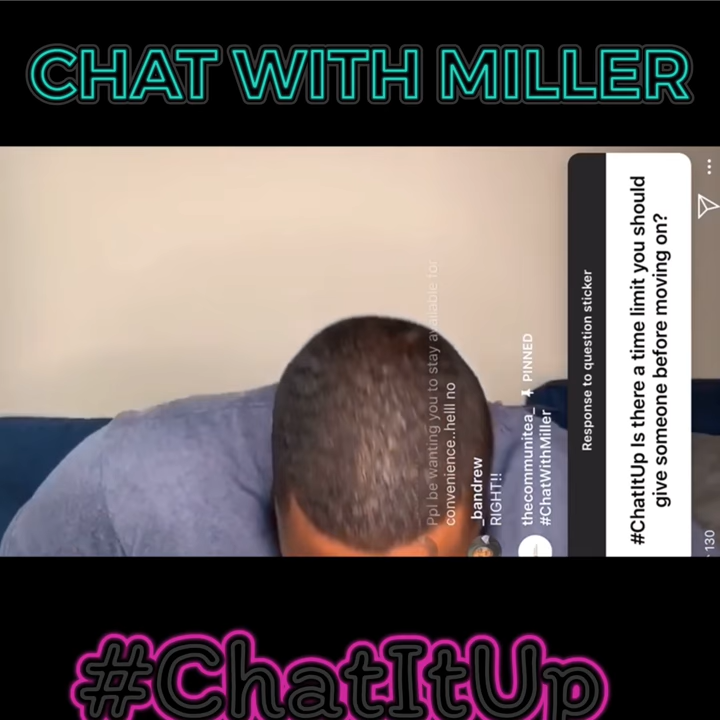 CHAT WITH MILLER
Ppl be wanting you to stay available for
convenience..helll no
_bandrew
RIGHT!!
thecommunitea_ PINNED
#ChatWithMiller
Response to question sticker
#ChatItUp Is there a time limit you should
give someone before moving on?
130
#ChatItUp